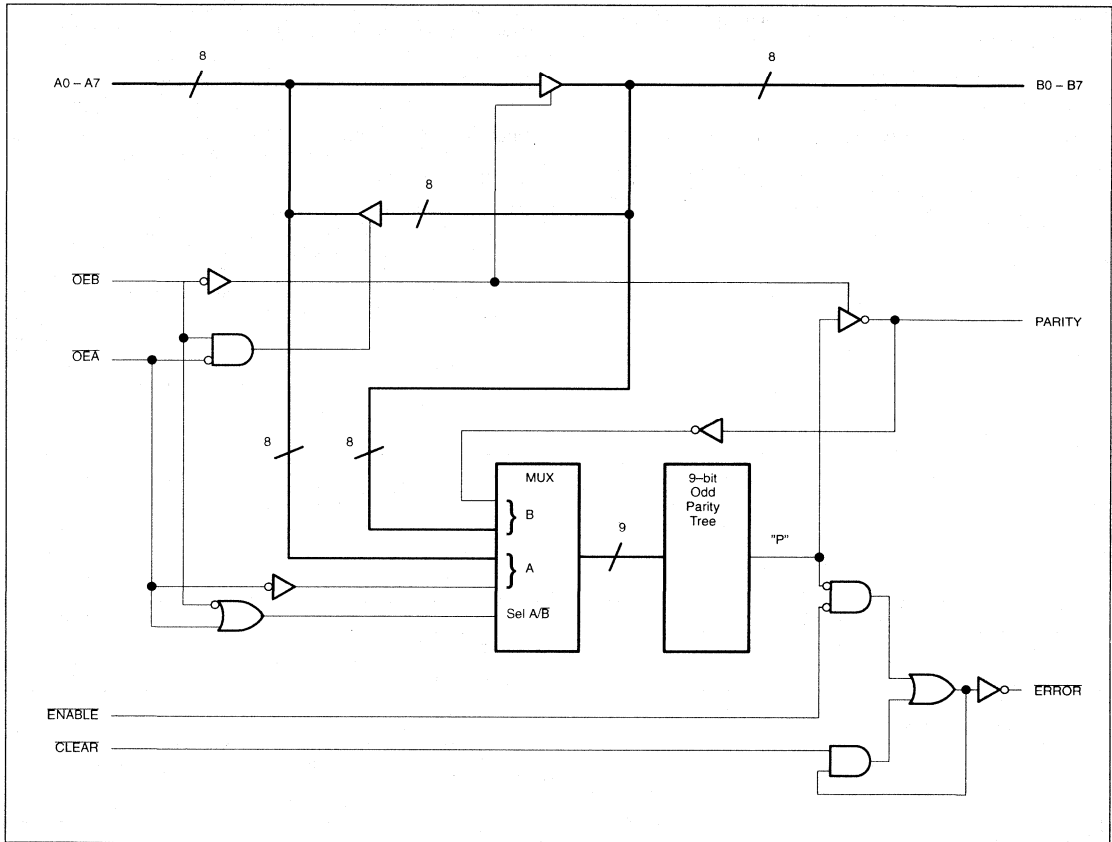 8
8
A0 – A7
B0 – B7
8
OEB
PARITY
OEA
8
8
MUX
9–bit
Odd
Parity
Tree
B
9
"P"
A
Sel A/B̅
ENABLE
ERROR
CLEAR